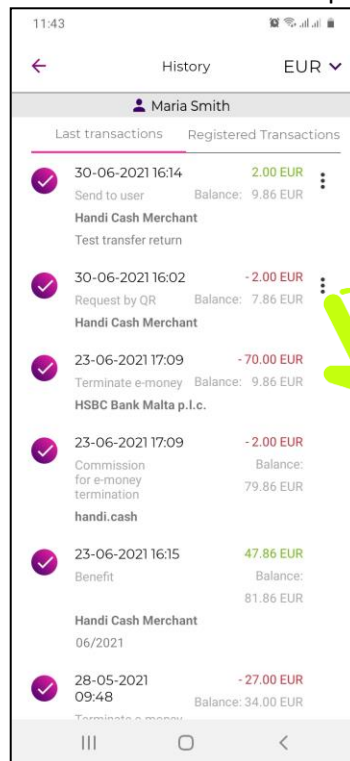 11:43
History
EUR
Maria Smith
Last transactions Registered Transactions
30-06-2021 16:14 2.00 EUR
Send to user Balance: 9.86 EUR
Handi Cash Merchant
Test transfer return
30-06-2021 16:02 - 2.00 EUR
Request by QR Balance: 7.86 EUR
Handi Cash Merchant
23-06-2021 17:09 - 70.00 EUR
Terminate e-money Balance: 9.86 EUR
HSBC Bank Malta p.l.c.
23-06-2021 17:09 - 2.00 EUR
Commission Balance:
for e-money 79.86 EUR
termination
handi.cash
23-06-2021 16:15 47.86 EUR
Benefit Balance:
81.86 EUR
Handi Cash Merchant
06/2021
28-05-2021 - 27.00 EUR
09:48 Balance: 34.00 EUR
Terminate e-money